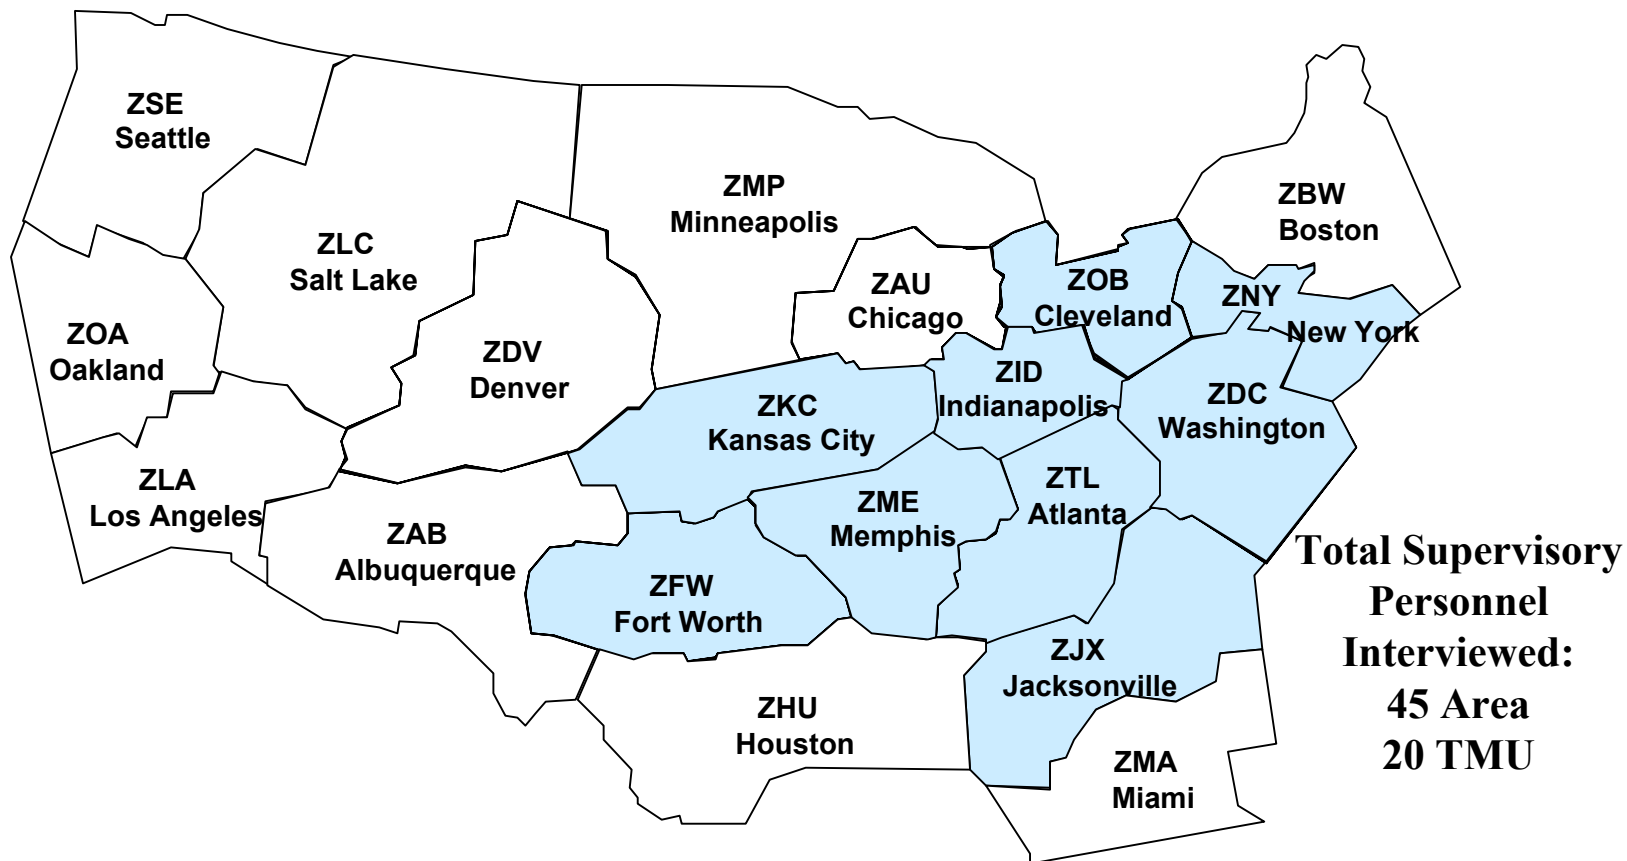 ZSE
Seattle
ZLC
Salt Lake
ZMP
Minneapolis
ZBW
Boston
ZOA
Oakland
ZDV
Denver
ZAU
Chicago
ZOB
Cleveland
ZNY
New York
ZKC
Kansas City
ZID
Indianapolis
ZDC
Washington
ZLA
Los Angeles
ZAB
Albuquerque
ZFW
Fort Worth
ZME
Memphis
ZTL
Atlanta
ZJX
Jacksonville
ZHU
Houston
ZMA
Miami
Total Supervisory
Personnel
Interviewed:
45 Area
20 TMU